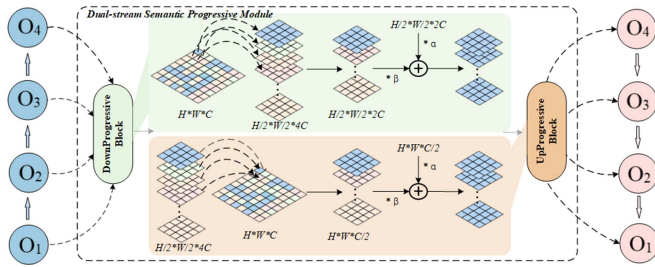 Dual-stream Semantic Progressive Module
O4
O3
O2
O1
DownProgressive
Block
H*W*C
H/2*W/2*4C
H/2*W/2*2C
H/2*W/2*2C
* α
* β
H/2*W/2*4C
H*W*C
H*W*C/2
H*W*C/2
* α
* β
UpProgressive
Block
O4
O3
O2
O1